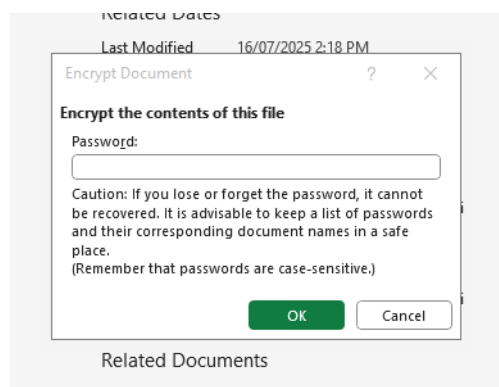 Related Dates
Last Modified 16/07/2025 2:18 PM
Encrypt Document ? ×
Encrypt the contents of this file
Password:
Caution: If you lose or forget the password, it cannot
be recovered. It is advisable to keep a list of passwords
and their corresponding document names in a safe
place.
(Remember that passwords are case-sensitive.)
OK Cancel
Related Documents